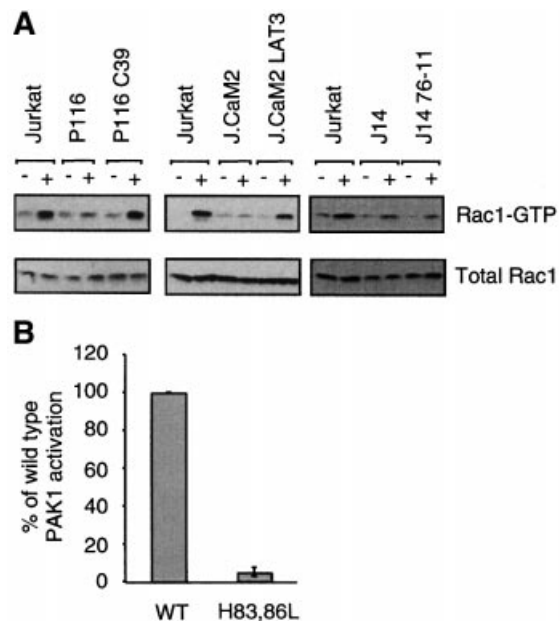 A
Jurkat
P116
P116 C39
Jurkat
J.CaM2
J.CaM2 LAT3
Jurkat
J14
J14 76-11
- + - + - +
- + - + - +
- + - + - +
Rac1-GTP
Total Rac1
B
% of wild type
PAK1 activation
120
100
80
60
40
20
0
WT
H83,86L